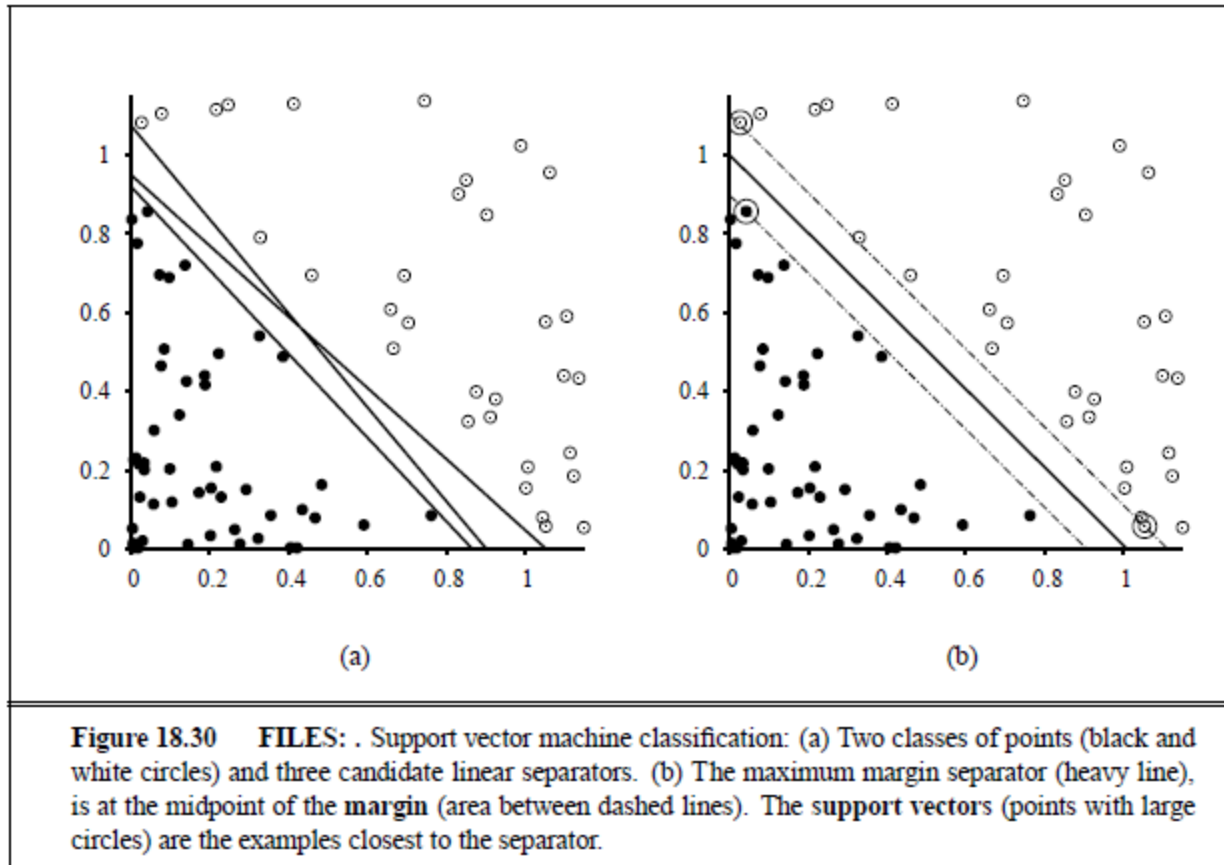 1
0.8
0.6
0.4
0.2
0
0 0.2 0.4 0.6 0.8 1
(a)
1
0.8
0.6
0.4
0.2
0
0 0.2 0.4 0.6 0.8 1
(b)
Figure 18.30 FILES: . Support vector machine classification: (a) Two classes of points (black and
white circles) and three candidate linear separators. (b) The maximum margin separator (heavy line),
is at the midpoint of the margin (area between dashed lines). The support vectors (points with large
circles) are the examples closest to the separator.